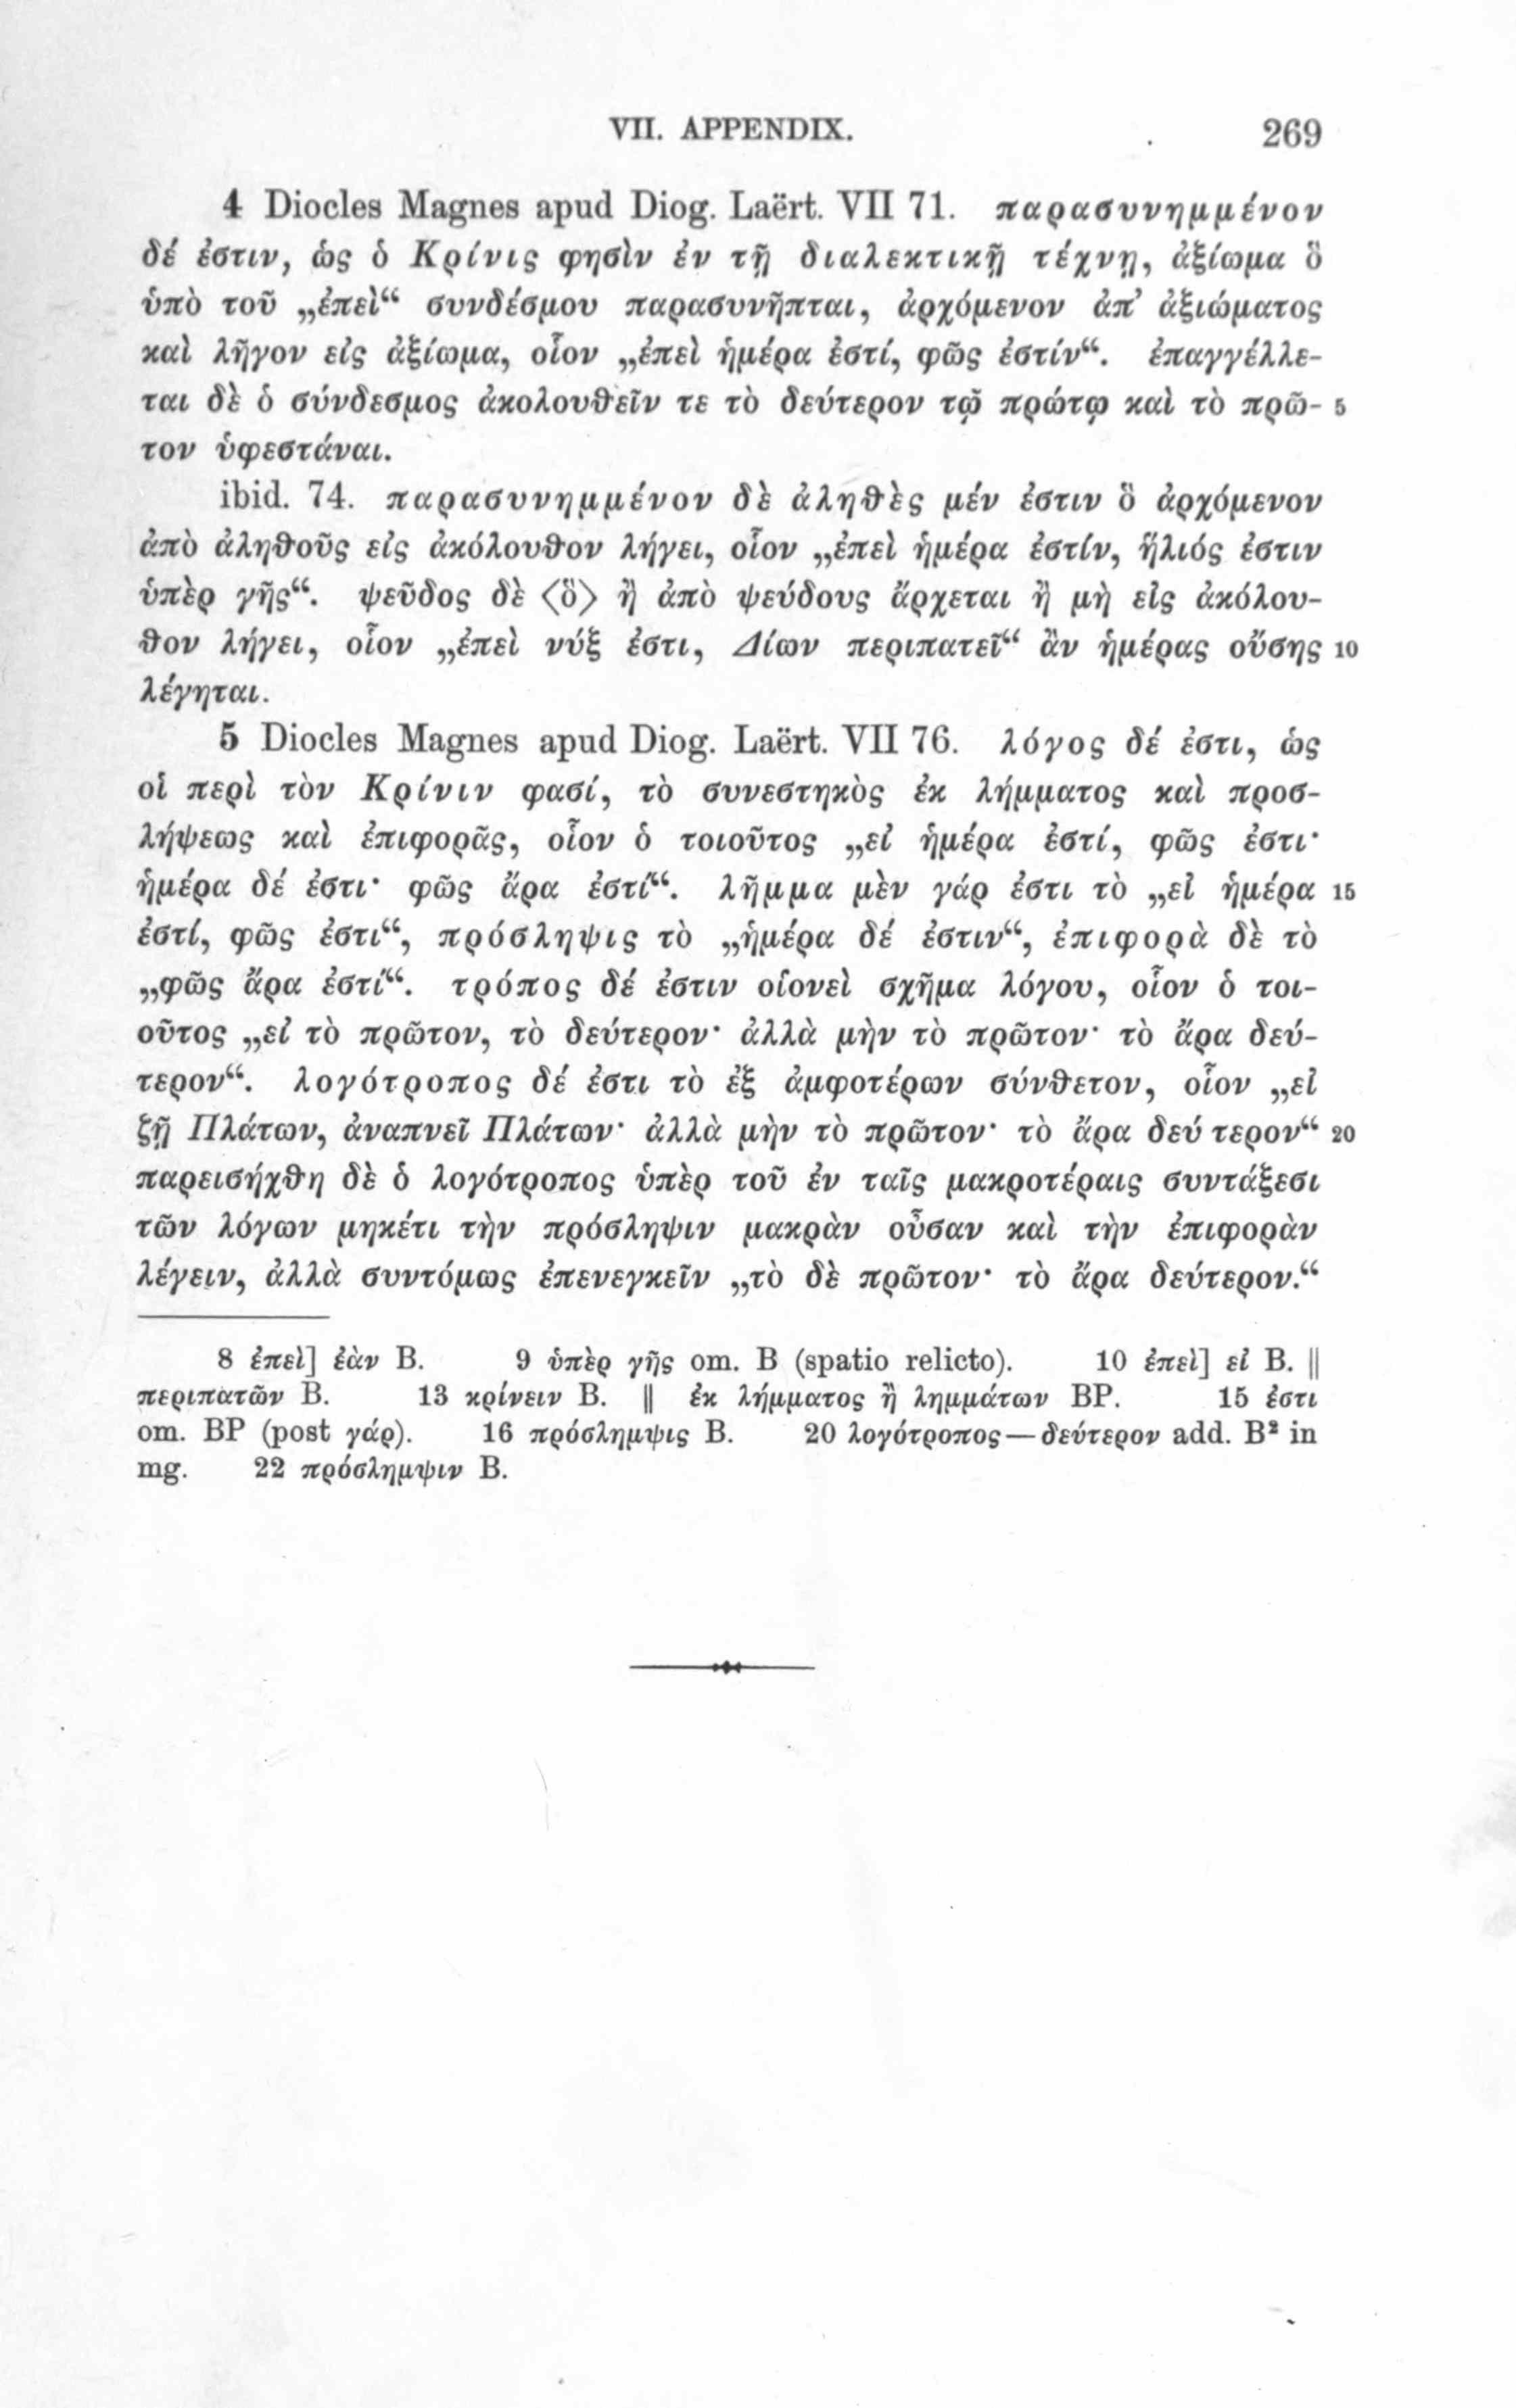 VII. APPENDIX. 269
4 Diocles Magnes apud Diog. Laërt. VII 71. παρασυνημμένον
δέ ἐστιν, ὡς ὁ Κρίνις φησὶν ἐν τῇ διαλεκτικῇ τέχνῃ, ἀξίωμα ὃ
ὑπὸ τοῦ „ἐπεὶ“ συνδέσμου παρασυνῆπται, ἀρχόμενον ἀπ’ ἀξιώματος
καὶ λῆγον εἰς ἀξίωμα, οἷον „ἐπεὶ ἡμέρα ἐστί, φῶς ἐστίν“. ἐπαγγέλλε-
ται δὲ ὁ σύνδεσμος ἀκολουθεῖν τε τὸ δεύτερον τῷ πρώτῳ καὶ τὸ πρῶ- 5
τον ὑφεστάναι.
ibid. 74. παρασυνημμένον δὲ ἀληθὲς μέν ἐστιν ὃ ἀρχόμενον
ἀπὸ ἀληθοῦς εἰς ἀκόλουθον λήγει, οἷον „ἐπεὶ ἡμέρα ἐστίν, ἥλιός ἐστιν
ὑπὲρ γῆς“. ψεῦδος δὲ <ὃ> ἢ ἀπὸ ψεύδους ἄρχεται ἢ μὴ εἰς ἀκόλου-
θον λήγει, οἷον „ἐπεὶ νύξ ἐστι, Δίων περιπατεῖ“ ἂν ἡμέρας οὔσης 10
λέγηται.
5 Diocles Magnes apud Diog. Laërt. VII 76. λόγος δέ ἐστι, ὡς
οἱ περὶ τὸν Κρίνιν φασί, τὸ συνεστηκὸς ἐκ λήμματος καὶ προσ-
λήψεως καὶ ἐπιφορᾶς, οἷον ὁ τοιοῦτος „εἰ ἡμέρα ἐστί, φῶς ἐστι·
ἡμέρα δέ ἐστι· φῶς ἄρα ἐστί“. λῆμμα μὲν γάρ ἐστι τὸ „εἰ ἡμέρα 15
ἐστί, φῶς ἐστι“, πρόσληψις τὸ „ἡμέρα δέ ἐστιν“, ἐπιφορὰ δὲ τὸ
„φῶς ἄρα ἐστί“. τρόπος δέ ἐστιν οἱονεὶ σχῆμα λόγου, οἷον ὁ τοι-
οῦτος „εἰ τὸ πρῶτον, τὸ δεύτερον· ἀλλὰ μὴν τὸ πρῶτον· τὸ ἄρα δεύ-
τερον“. λογότροπος δέ ἐστι τὸ ἐξ ἀμφοτέρων σύνθετον, οἷον „εἰ
ζῇ Πλάτων, ἀναπνεῖ Πλάτων· ἀλλὰ μὴν τὸ πρῶτον· τὸ ἄρα δεύτερον“ 20
παρεισήχθη δὲ ὁ λογότροπος ὑπὲρ τοῦ ἐν ταῖς μακροτέραις συντάξεσι
τῶν λόγων μηκέτι τὴν πρόσληψιν μακρὰν οὖσαν καὶ τὴν ἐπιφορὰν
λέγειν, ἀλλὰ συντόμως ἐπενεγκεῖν „τὸ δὲ πρῶτον· τὸ ἄρα δεύτερον.“
8 ἐπεὶ] ἐὰν B. 9 ὑπὲρ γῆς om. B (spatio relicto). 10 ἐπεὶ] εἰ B. ||
περιπατῶν B. 13 κρίνειν B. || ἐκ λήμματος ἢ λημμάτων BP. 15 ἐστι
om. BP (post γάρ). 16 πρόσλημψις B. 20 λογότροπος—δεύτερον add. B² in
mg. 22 πρόσλημψιν B.